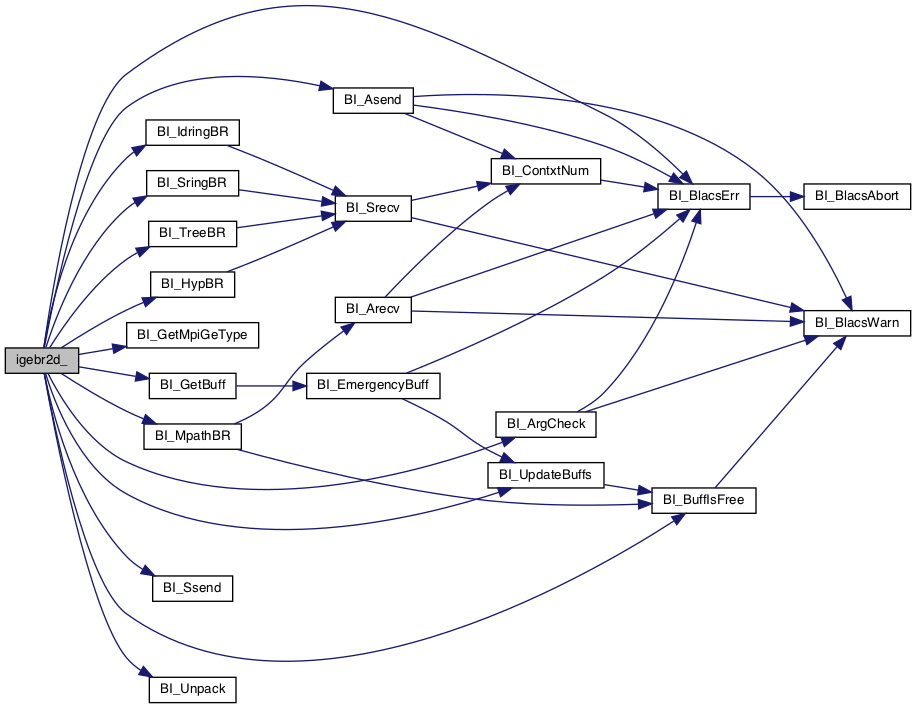 BI_Asend
BI_IdringBR
BI_ContxtNum
BI_SringBR
BI_BlacsErr
BI_BlacsAbort
BI_Srecv
BI_TreeBR
BI_HypBR
BI_Arecv
BI_BlacsWarn
BI_GetMpiGeType
igebr2d_
BI_GetBuff
BI_EmergencyBuff
BI_ArgCheck
BI_MpathBR
BI_UpdateBuffs
BI_BuffIsFree
BI_Ssend
BI_Unpack